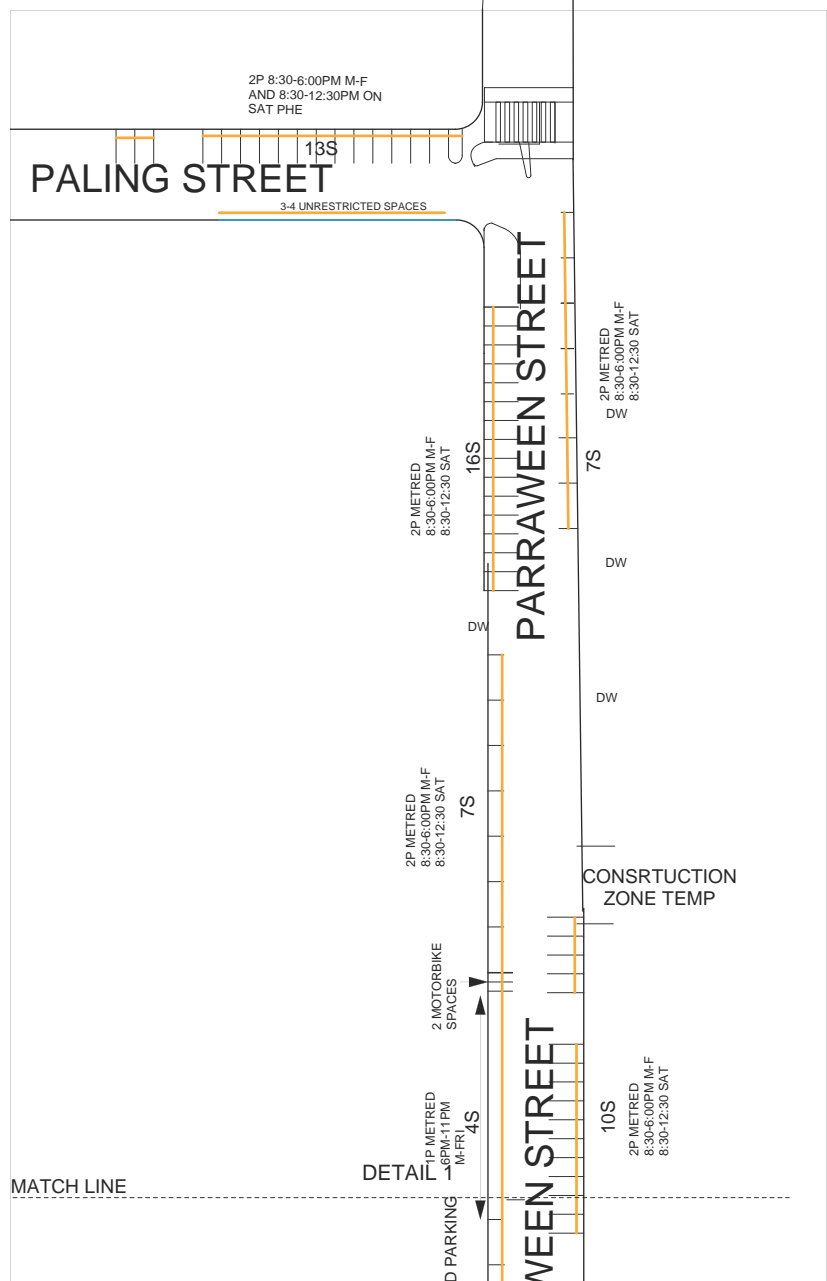 2P 8:30-6:00PM M-F
AND 8:30-12:30PM ON
SAT PHE
13S
PALING STREET
3-4 UNRESTRICTED SPACES
PARRAWEEN STREET
2P METRED
8:30-6:00PM M-F
8:30-12:30 SAT
DW
7S
16S
2P METRED
8:30-6:00PM M-F
8:30-12:30 SAT
DW
DW
DW
2P METRED
8:30-6:00PM M-F
8:30-12:30 SAT
7S
CONSRTUCTION
ZONE TEMP
2 MOTORBIKE
SPACES
WEEN STREET
10S
2P METRED
8:30-6:00PM M-F
8:30-12:30 SAT
1P METRED
6PM-11PM
M-FRI
4S
DETAIL 1
MATCH LINE
D PARKING